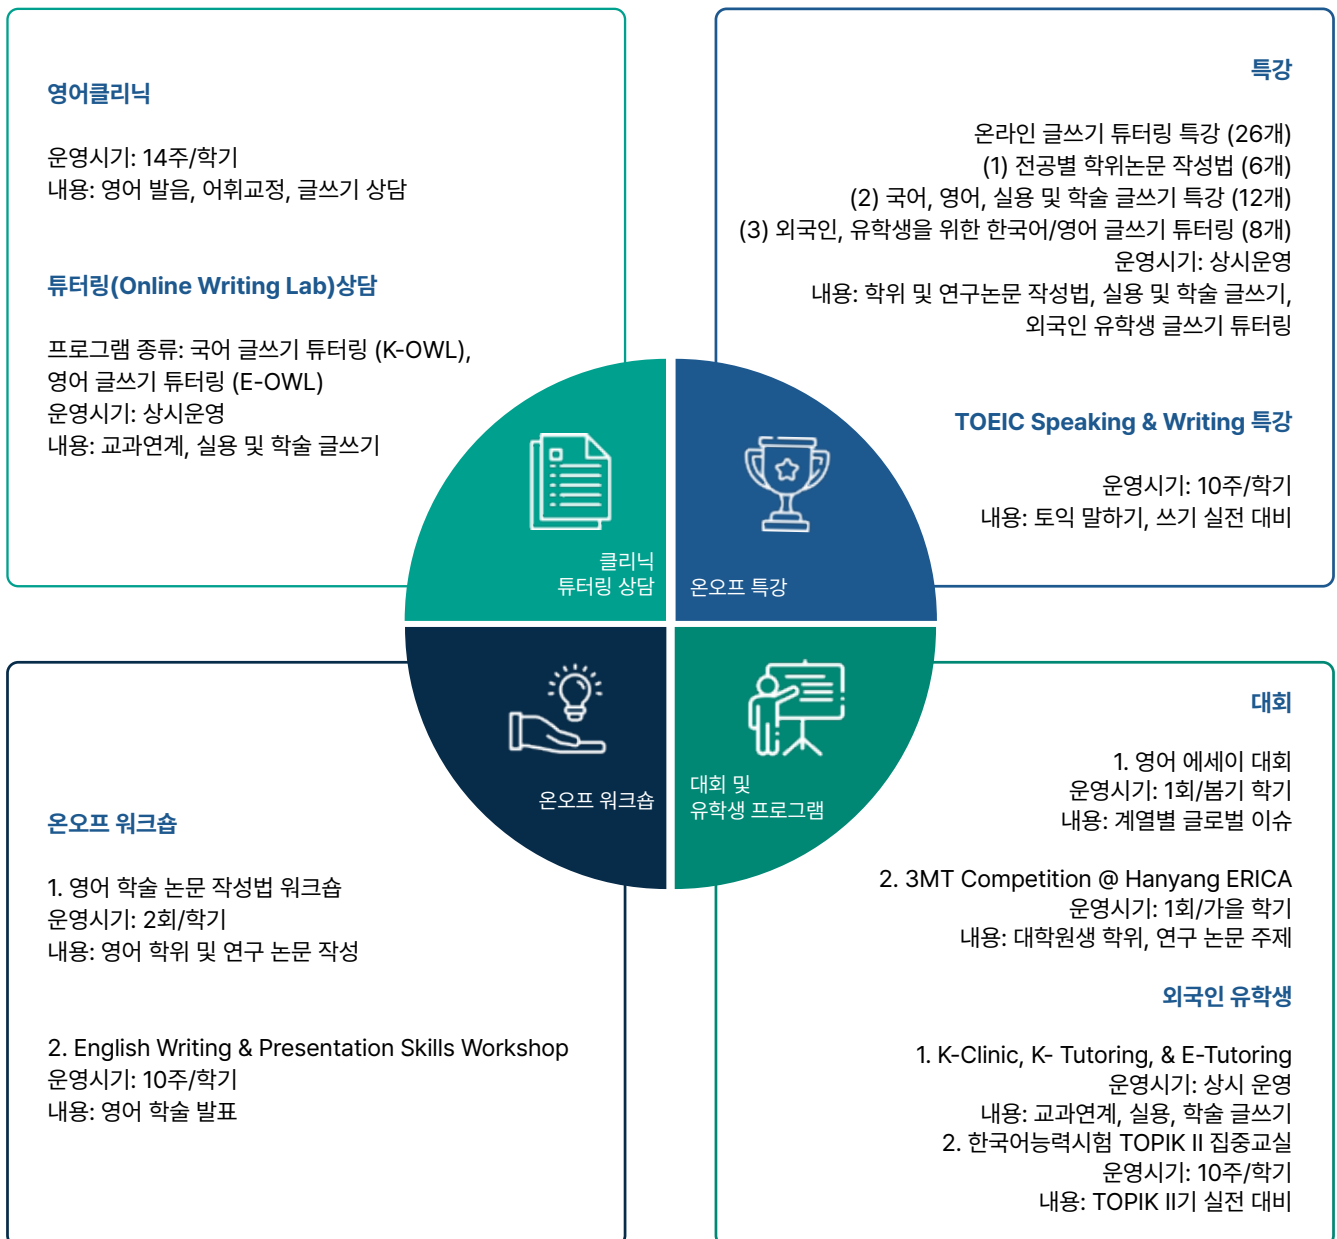 영어클리닉
운영시기: 14주/학기
내용: 영어 발음, 어휘교정, 글쓰기 상담
튜터링(Online Writing Lab)상담
프로그램 종류: 국어 글쓰기 튜터링 (K-OWL),
영어 글쓰기 튜터링 (E-OWL)
운영시기: 상시운영
내용: 교과연계, 실용 및 학술 글쓰기
특강
온라인 글쓰기 튜터링 특강 (26개)
(1) 전공별 학위논문 작성법 (6개)
(2) 국어, 영어, 실용 및 학술 글쓰기 특강 (12개)
(3) 외국인, 유학생을 위한 한국어/영어 글쓰기 튜터링 (8개)
운영시기: 상시운영
내용: 학위 및 연구논문 작성법, 실용 및 학술 글쓰기,
외국인 유학생 글쓰기 튜터링
TOEIC Speaking & Writing 특강
운영시기: 10주/학기
내용: 토익 말하기, 쓰기 실전 대비
클리닉
튜터링 상담
온오프 특강
온오프 워크숍
대회 및
유학생 프로그램
온오프 워크숍
1. 영어 학술 논문 작성법 워크숍
운영시기: 2회/학기
내용: 영어 학위 및 연구 논문 작성
2. English Writing & Presentation Skills Workshop
운영시기: 10주/학기
내용: 영어 학술 발표
대회
1. 영어 에세이 대회
운영시기: 1회/봄기 학기
내용: 계열별 글로벌 이슈
2. 3MT Competition @ Hanyang ERICA
운영시기: 1회/가을 학기
내용: 대학원생 학위, 연구 논문 주제
외국인 유학생
1. K-Clinic, K- Tutoring, & E-Tutoring
운영시기: 상시 운영
내용: 교과연계, 실용, 학술 글쓰기
2. 한국어능력시험 TOPIK II 집중교실
운영시기: 10주/학기
내용: TOPIK II기 실전 대비